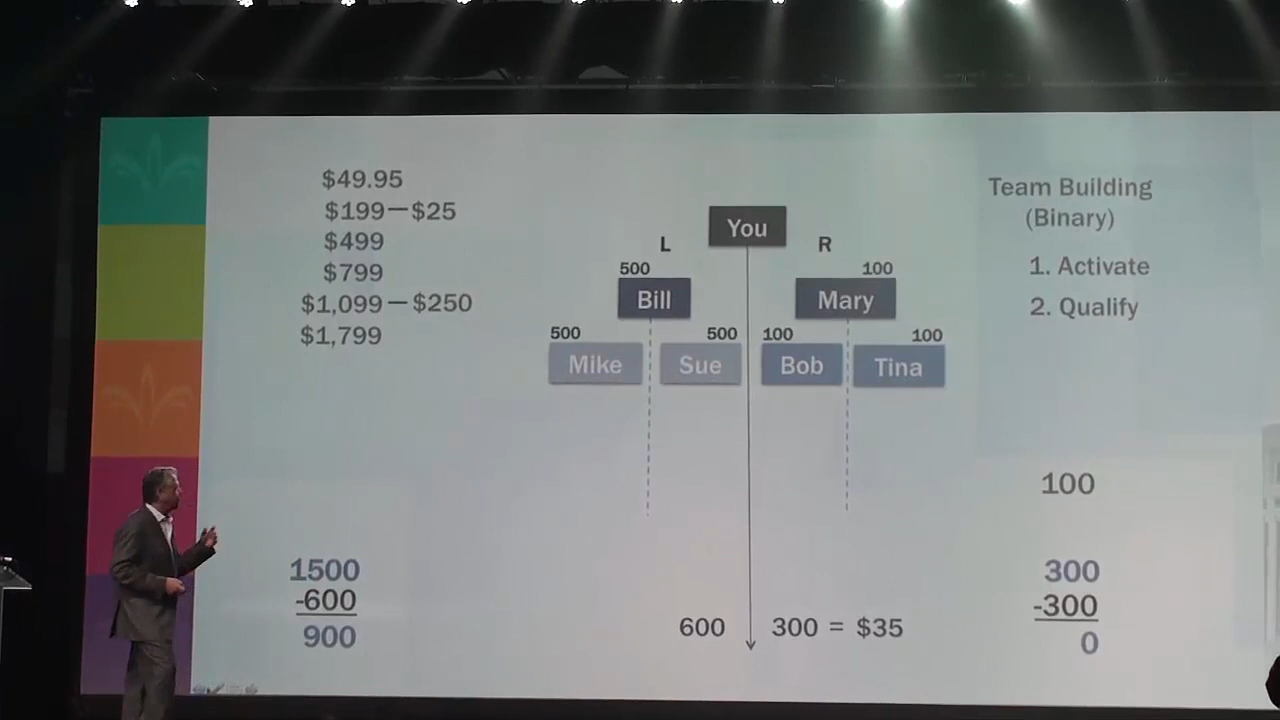 $49.95
$199—$25
$499
$799
$1,099—$250
$1,799
You
L
R
500
Bill
100
Mary
500
Mike
500
Sue
100
Bob
100
Tina
Team Building
(Binary)
1. Activate
2. Qualify
100
1500
-600
900
600
300 = $35
300
-300
0